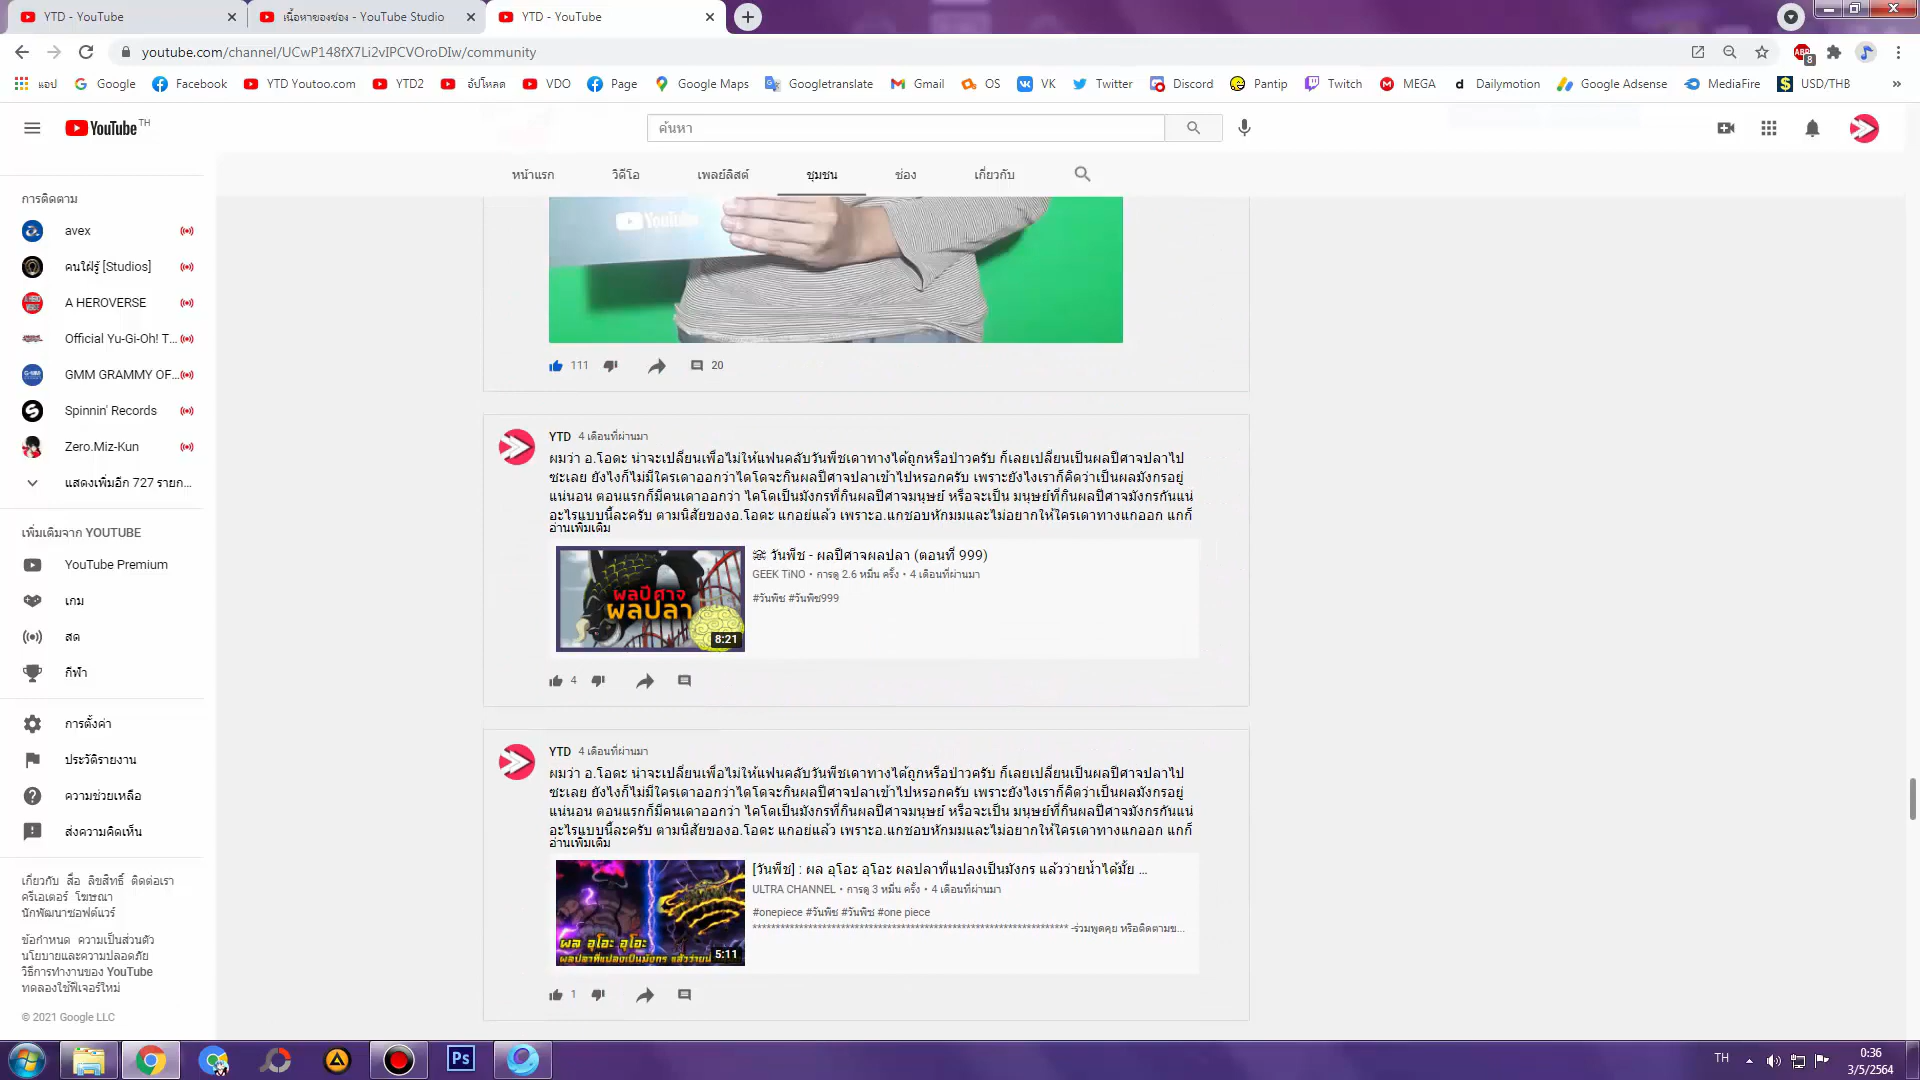 YTD - YouTube
เนื้อหาของช่อง - YouTube Studio
YTD - YouTube
youtube.com/channel/UCwP148fX7Li2vIPCVOroDIw/community
ABP
8
แอป
Google
Facebook
YTD Youtoo.com
YTD2
อัปโหลด
VDO
Page
Google Maps
Googletranslate
Gmail
OS
VK
Twitter
Discord
Pantip
Twitch
MEGA
Dailymotion
Google Adsense
MediaFire
USD/THB
YouTube TH
ค้นหา
หน้าแรก
วิดีโอ
เพลย์ลิสต์
ชุมชน
ช่อง
เกี่ยวกับ
การติดตาม
avex
คนใฝ่รู้ [Studios]
A HEROVERSE
Official Yu-Gi-Oh! T...
GMM GRAMMY OF...
Spinnin' Records
Zero.Miz-Kun
แสดงเพิ่มอีก 727 รายก...
เพิ่มเติมจาก YOUTUBE
YouTube Premium
เกม
สด
กีฬา
การตั้งค่า
ประวัติรายงาน
ความช่วยเหลือ
ส่งความคิดเห็น
เกี่ยวกับ สื่อ ลิขสิทธิ์ ติดต่อเรา
ครีเอเตอร์ โฆษณา
นักพัฒนาซอฟต์แวร์
ข้อกำหนด ความเป็นส่วนตัว
นโยบายและความปลอดภัย
วิธีการทำงานของ YouTube
ทดลองใช้ฟีเจอร์ใหม่
© 2021 Google LLC
YouTube
111
20
YTD 4 เดือนที่ผ่านมา
ผมว่า อ.โอดะ น่าจะเปลี่ยนเพื่อไม่ให้แฟนคลับวันพีซเดาทางได้ถูกหรือป่าวครับ ก็เลยเปลี่ยนเป็นผลปีศาจปลาไป
ซะเลย ยังไงก็ไม่มีใครเดาออกว่าไคโดจะกินผลปีศาจปลาเข้าไปหรอกครับ เพราะยังไงเราก็คิดว่าเป็นผลมังกรอยู่
แน่นอน ตอนแรกก็มีคนเดาออกว่า ไคโดเป็นมังกรที่กินผลปีศาจมนุษย์ หรือจะเป็น มนุษย์ที่กินผลปีศาจมังกรกันแน่
อะไรแบบนี้ละครับ ตามนิสัยของอ.โอดะ แกอยู่แล้ว เพราะอ.แกชอบหักมุมและไม่อยากให้ใครเดาทางแกออก แกก็
อ่านเพิ่มเติม
ผลปีศาจ
ผลปลา
8:21
วันพีช - ผลปีศาจผลปลา (ตอนที่ 999)
GEEK TiNO • การดู 2.6 หมื่น ครั้ง • 4 เดือนที่ผ่านมา
#วันพีช #วันพีช999
4
YTD 4 เดือนที่ผ่านมา
ผมว่า อ.โอดะ น่าจะเปลี่ยนเพื่อไม่ให้แฟนคลับวันพีซเดาทางได้ถูกหรือป่าวครับ ก็เลยเปลี่ยนเป็นผลปีศาจปลาไป
ซะเลย ยังไงก็ไม่มีใครเดาออกว่าไคโดจะกินผลปีศาจปลาเข้าไปหรอกครับ เพราะยังไงเราก็คิดว่าเป็นผลมังกรอยู่
แน่นอน ตอนแรกก็มีคนเดาออกว่า ไคโดเป็นมังกรที่กินผลปีศาจมนุษย์ หรือจะเป็น มนุษย์ที่กินผลปีศาจมังกรกันแน่
อะไรแบบนี้ละครับ ตามนิสัยของอ.โอดะ แกอยู่แล้ว เพราะอ.แกชอบหักมุมและไม่อยากให้ใครเดาทางแกออก แกก็
อ่านเพิ่มเติม
ผล อุโอะ อุโอะ
ผลปลาที่แปลงเป็นมังกร แล้วว่ายน้ำ
5:11
[วันพีช] : ผล อุโอะ อุโอะ ผลปลาที่แปลงเป็นมังกร แล้วว่ายน้ำได้มั้ย ...
ULTRA CHANNEL • การดู 3 หมื่น ครั้ง • 4 เดือนที่ผ่านมา
#onepiece #วันพีช #วันพีซ #one piece
-ร่วมพูดคุย หรือติดตามข...
1
Ps
TH
0:36
3/5/2564